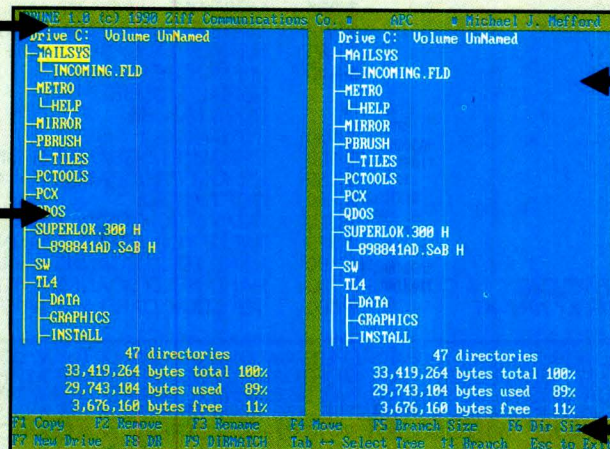 PRUNE 1.0 (c) 1990 Ziff Communications Co. ■ APC ■ Michael J. Mefford
Drive C: Volume UnNamed
MAILSYS
INCOMING.FLD
METRO
HELP
MIRROR
PBRUSH
TILES
PCTOOLS
PCX
QDOS
SUPERLOK.300 H
898841AD.S∆B H
SW
TL4
DATA
GRAPHICS
INSTALL
47 directories
33,419,264 bytes total 100%
29,743,104 bytes used 89%
3,676,160 bytes free 11%
Drive C: Volume UnNamed
MAILSYS
INCOMING.FLD
METRO
HELP
MIRROR
PBRUSH
TILES
PCTOOLS
PCX
QDOS
SUPERLOK.300 H
898841AD.S∆B H
SW
TL4
DATA
GRAPHICS
INSTALL
47 directories
33,419,264 bytes total 100%
29,743,104 bytes used 89%
3,676,160 bytes free 11%
F1 Copy F2 Remove F3 Rename F4 Move F5 Branch Size F6 Dir Size
F7 New Drive F8 DR F9 DIRMATCH Tab ↔ Select Tree ↑↓ Branch Esc to Exit